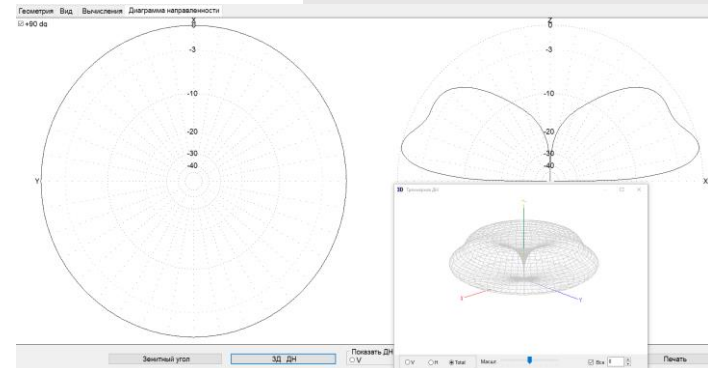 Геометрия Вид Вычисления Диаграмма направленности
+90 dg
X
0
-3
-10
-20
-30
-40
Y
Z
0
-3
-10
-20
-30
-40
X
3D Трехмерная ДН
X
Y
V H Total Масшт. Все
Зенитный угол
3Д ДН
Показать ДН
V
Печать